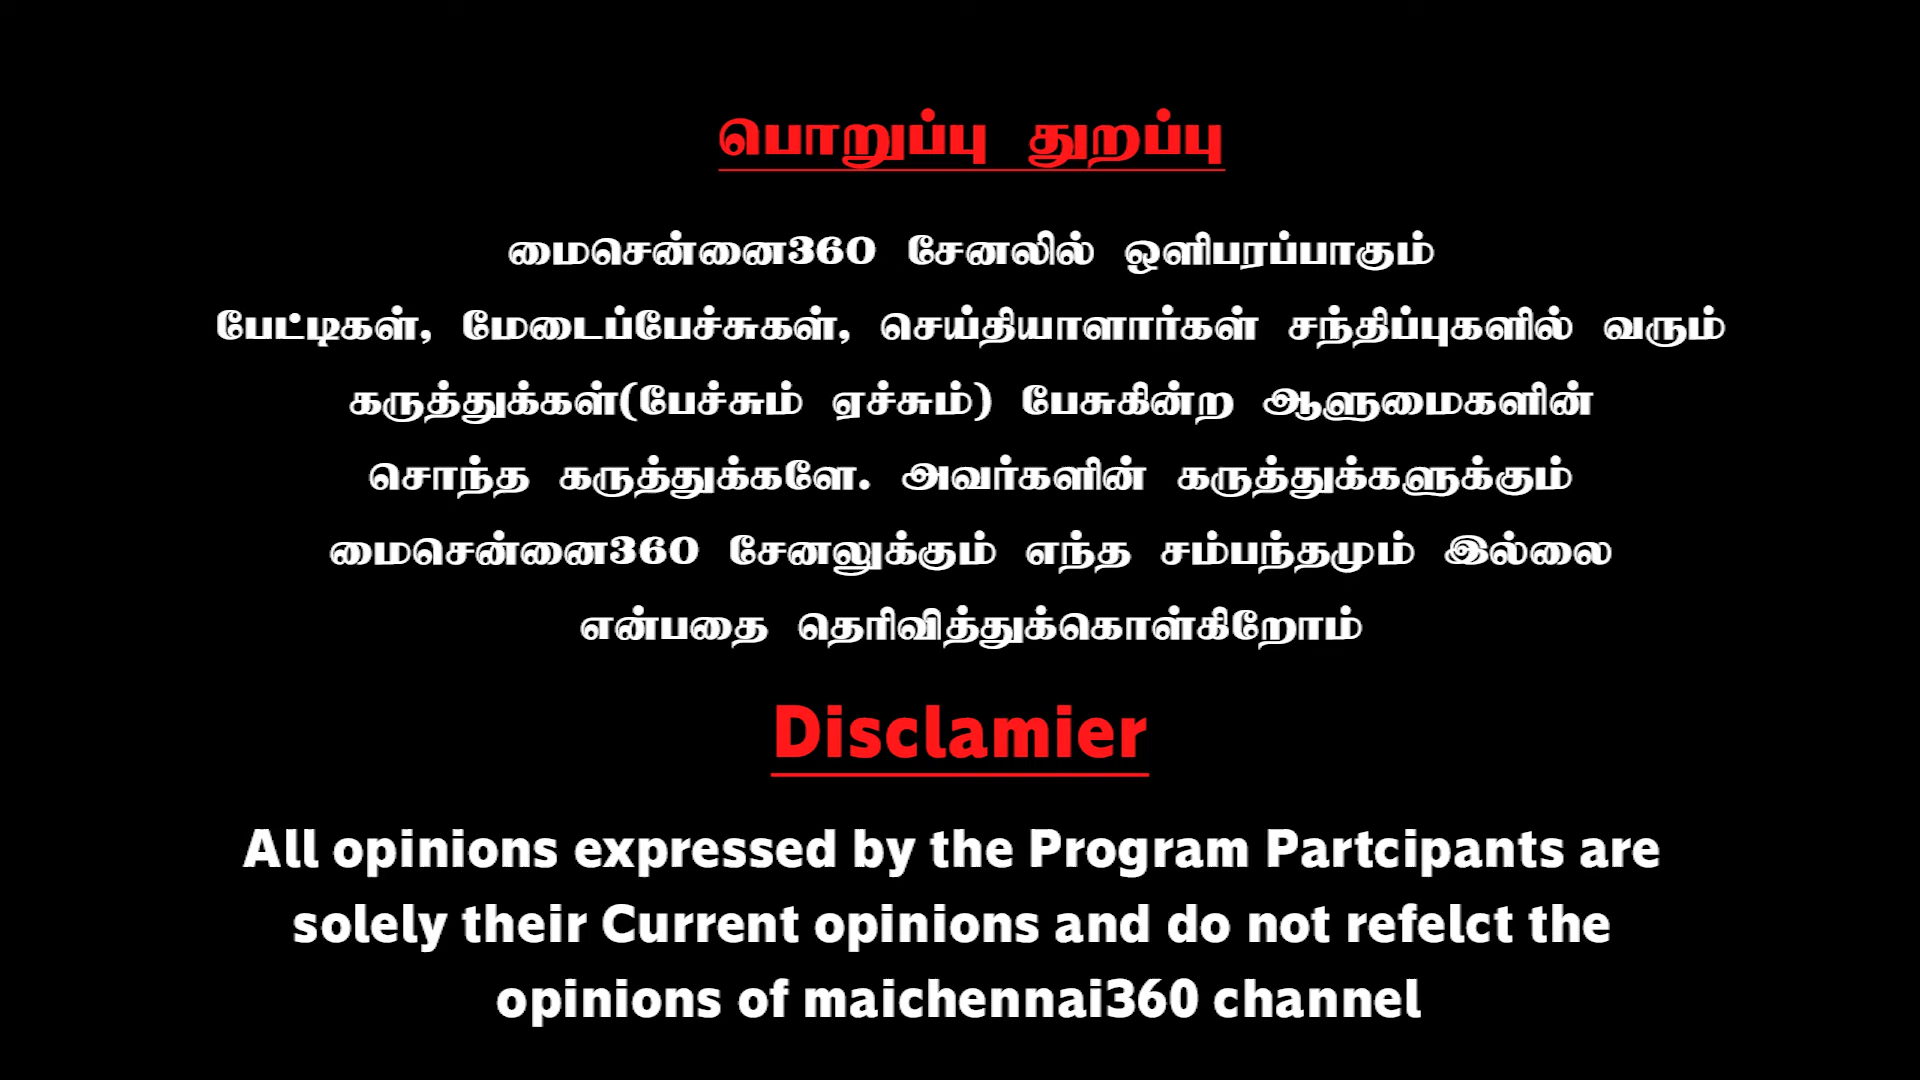 பொறுப்பு துறப்பு
மைசென்னை360 சேனலில் ஒளிபரப்பாகும்
பேட்டிகள், மேடைப்பேச்சுகள், செய்தியாளார்கள் சந்திப்புகளில் வரும்
கருத்துக்கள்(பேச்சும் ஏச்சும்) பேசுகின்ற ஆளுமைகளின்
சொந்த கருத்துக்களே. அவர்களின் கருத்துக்களுக்கும்
மைசென்னை360 சேனலுக்கும் எந்த சம்பந்தமும் இல்லை
என்பதை தெரிவித்துக்கொள்கிறோம்
Disclamier
All opinions expressed by the Program Partcipants are
solely their Current opinions and do not refelct the
opinions of maichennai360 channel